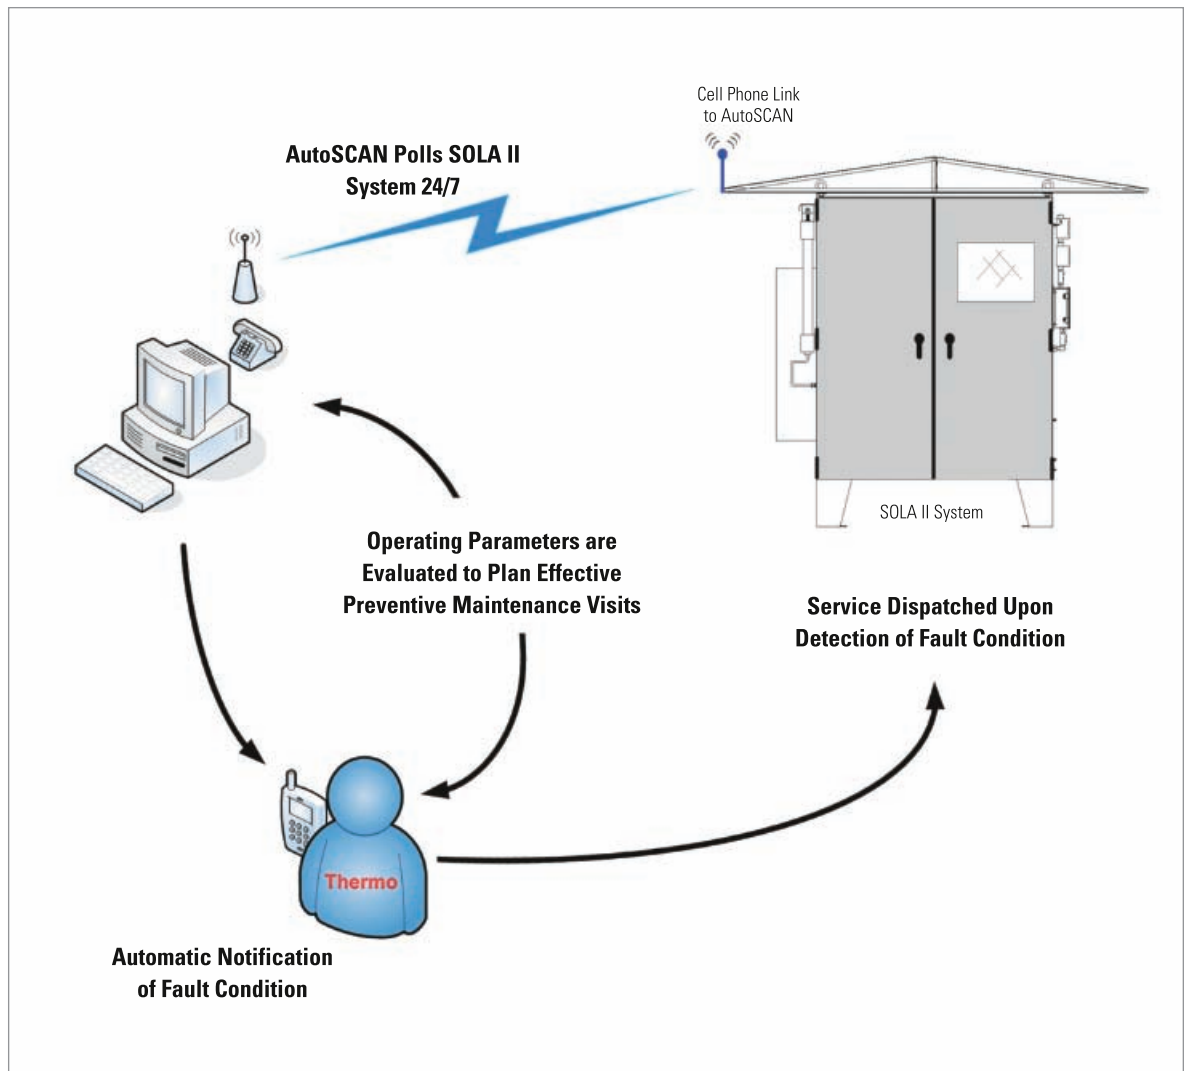 Cell Phone Link
to AutoSCAN
AutoSCAN Polls SOLA II
System 24/7
SOLA II System
Operating Parameters are
Evaluated to Plan Effective
Preventive Maintenance Visits
Service Dispatched Upon
Detection of Fault Condition
Thermo
Automatic Notification
of Fault Condition